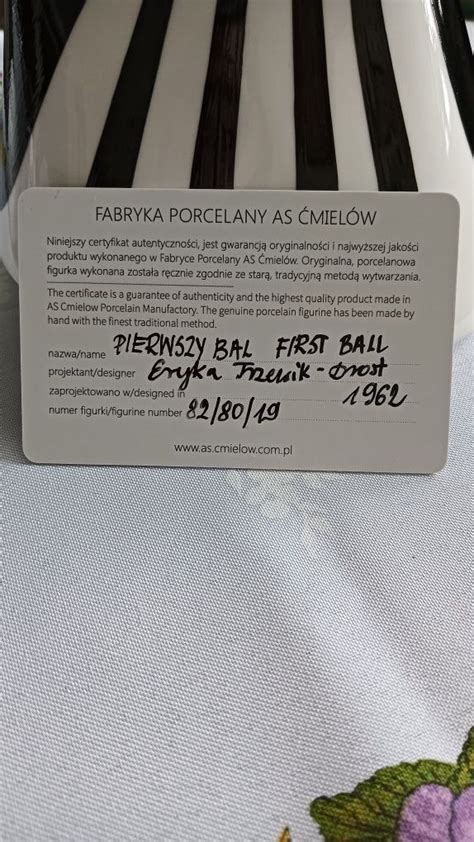 FABRYKA PORCELANY AS ĆMIELÓW
Niniejszy certyfikat autentyczności, jest gwarancją oryginalności i najwyższej jakości
produktu wykonanego w Fabryce Porcelany AS Ćmielów. Oryginalna, porcelanowa
figurka wykonana została ręcznie zgodnie ze starą, tradycyjną metodą wytwarzania.
The certificate is a guarantee of authenticity and the highest quality product made in
AS Cmielow Porcelain Manufactory. The genuine porcelain figurine has been made by
hand with the finest traditional method.
nazwa/name PIERWSZY BAL FIRST BALL
projektant/designer Eryka Trzewik-Drost
zaprojektowano w/designed in 1962
numer figurki/figurine number 82/80/19
www.as.cmielow.com.pl